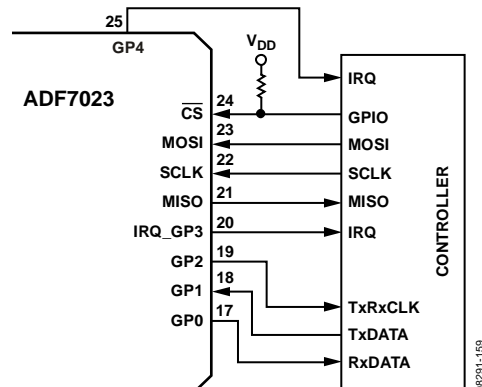 25
GP4
VDD
ADF7023
IRQ
CS 24 GPIO
MOSI 23 MOSI
SCLK 22 SCLK
MISO 21 MISO
IRQ_GP3 20 IRQ
GP2 19
GP1 18 TxRxCLK
GP0 17 TxDATA
RxDATA
CONTROLLER
08291-159